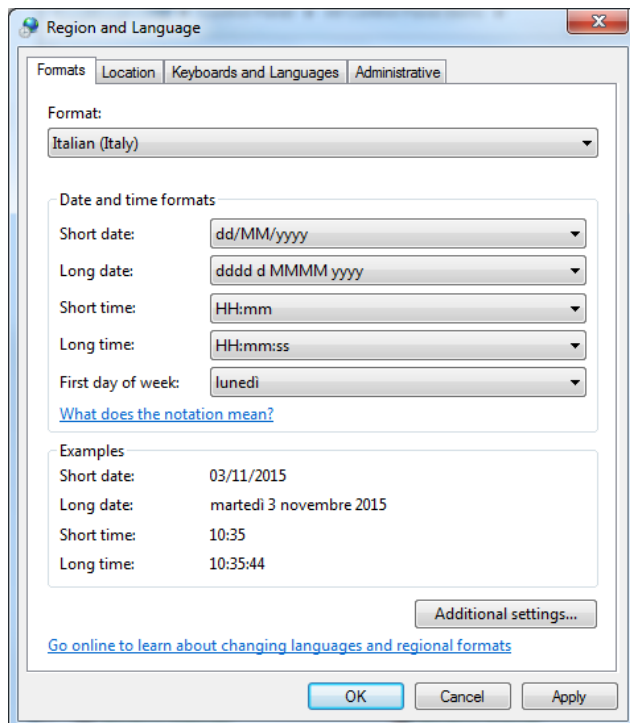 Region and Language
Formats Location Keyboards and Languages Administrative
Format:
Italian (Italy)
Date and time formats
Short date: dd/MM/yyyy
Long date: dddd d MMMM yyyy
Short time: HH:mm
Long time: HH:mm:ss
First day of week: lunedì
What does the notation mean?
Examples
Short date: 03/11/2015
Long date: martedì 3 novembre 2015
Short time: 10:35
Long time: 10:35:44
Additional settings...
Go online to learn about changing languages and regional formats
OK Cancel Apply